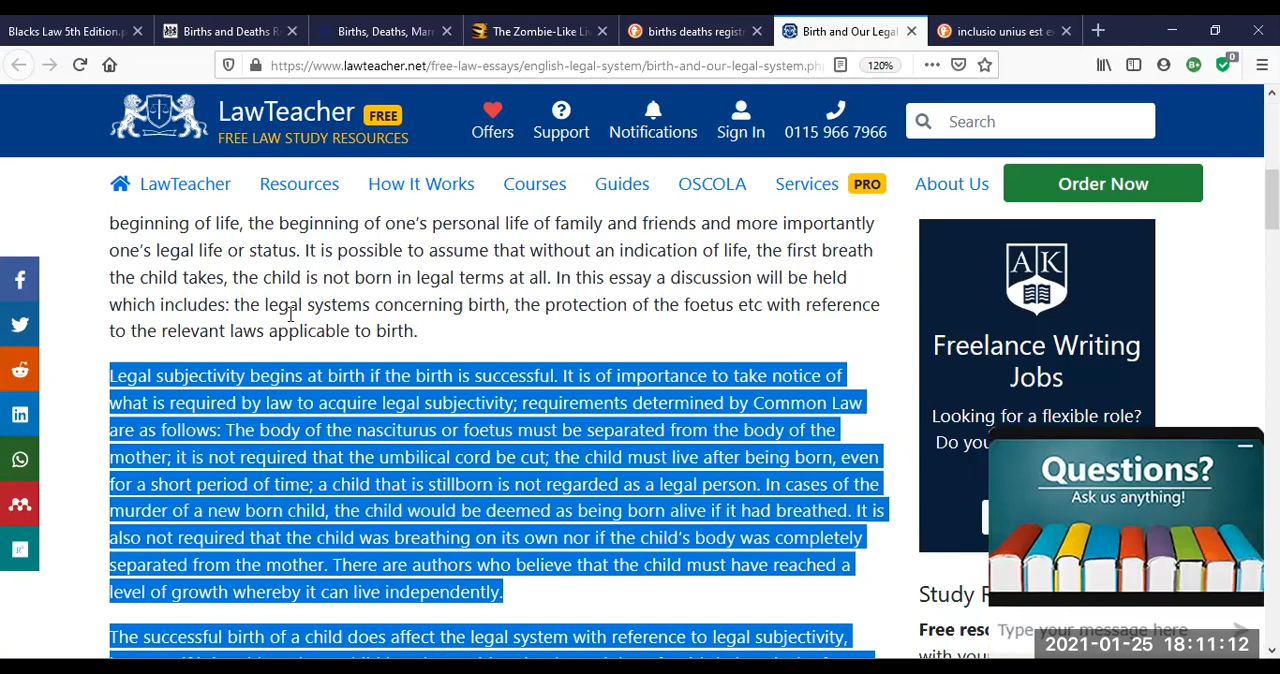 Blacks Law 5th Edition.p
Births and Deaths R
Births, Deaths, Mar
The Zombie-Like Li
births deaths regist
Birth and Our Legal
inclusio unius est e
https://www.lawteacher.net/free-law-essays/english-legal-system/birth-and-our-legal-system.ph
120%
0
LawTeacher FREE
FREE LAW STUDY RESOURCES
Offers
Support
Notifications
Sign In
0115 966 7966
Search
LawTeacher
Resources
How It Works
Courses
Guides
OSCOLA
Services PRO
About Us
Order Now
beginning of life, the beginning of one's personal life of family and friends and more importantly
one's legal life or status. It is possible to assume that without an indication of life, the first breath
the child takes, the child is not born in legal terms at all. In this essay a discussion will be held
which includes: the legal systems concerning birth, the protection of the foetus etc with reference
to the relevant laws applicable to birth.
Legal subjectivity begins at birth if the birth is successful. It is of importance to take notice of
what is required by law to acquire legal subjectivity; requirements determined by Common Law
are as follows: The body of the nasciturus or foetus must be separated from the body of the
mother; it is not required that the umbilical cord be cut; the child must live after being born, even
for a short period of time; a child that is stillborn is not regarded as a legal person. In cases of the
murder of a new born child, the child would be deemed as being born alive if it had breathed. It is
also not required that the child was breathing on its own nor if the child's body was completely
separated from the mother. There are authors who believe that the child must have reached a
level of growth whereby it can live independently.
The successful birth of a child does affect the legal system with reference to legal subjectivity,
AK
Freelance Writing
Jobs
Looking for a flexible role?
Do you
Questions?
Ask us anything!
Study R
Free reso
with your
Type your message here
2021-01-25 18:11:12